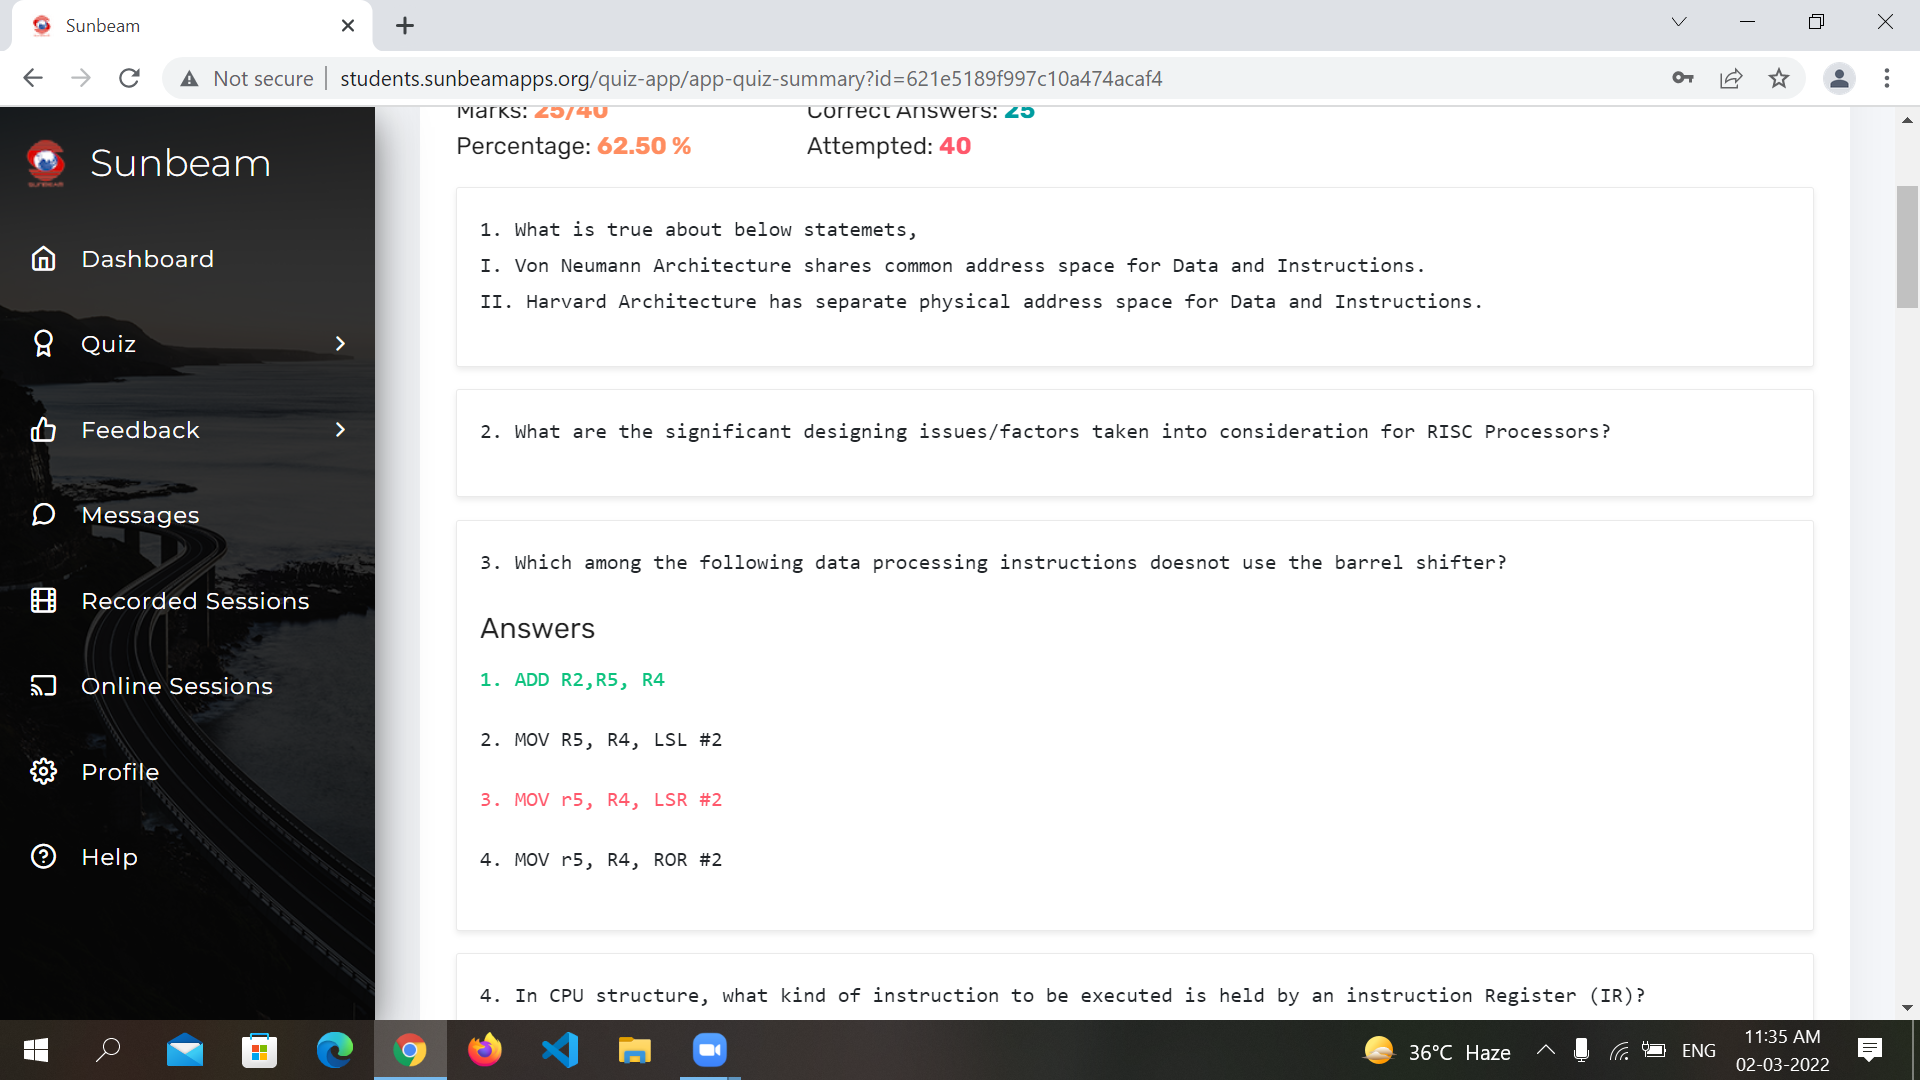 Sunbeam
Not secure
students.sunbeamapps.org/quiz-app/app-quiz-summary?id=621e5189f997c10a474acaf4
Marks: 25/40
Correct Answers: 25
Percentage: 62.50 %
Attempted: 40
Sunbeam
Dashboard
Quiz
Feedback
Messages
Recorded Sessions
Online Sessions
Profile
Help
1. What is true about below statemets,
I. Von Neumann Architecture shares common address space for Data and Instructions.
II. Harvard Architecture has separate physical address space for Data and Instructions.
2. What are the significant designing issues/factors taken into consideration for RISC Processors?
3. Which among the following data processing instructions doesnot use the barrel shifter?
Answers
1. ADD R2,R5, R4
2. MOV R5, R4, LSL #2
3. MOV r5, R4, LSR #2
4. MOV r5, R4, ROR #2
4. In CPU structure, what kind of instruction to be executed is held by an instruction Register (IR)?
36°C Haze
ENG
11:35 AM
02-03-2022